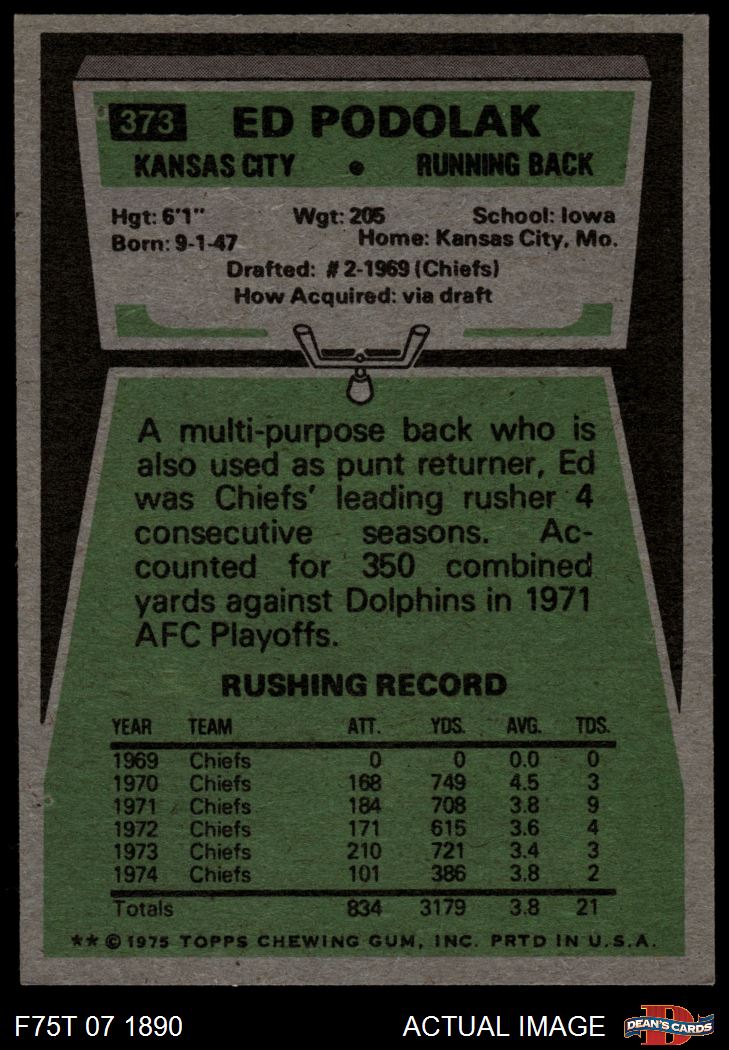 373 ED PODOLAK
KANSAS CITY • RUNNING BACK
Hgt: 6'1" Wgt: 205 School: Iowa
Born: 9-1-47 Home: Kansas City, Mo.
Drafted: #2-1969 (Chiefs)
How Acquired: via draft
A multi-purpose back who is
also used as punt returner, Ed
was Chiefs' leading rusher 4
consecutive seasons. Ac-
counted for 350 combined
yards against Dolphins in 1971
AFC Playoffs.
RUSHING RECORD
YEAR TEAM ATT. YDS. AVG. TDS.
1969 Chiefs 0 0 0.0 0
1970 Chiefs 168 749 4.5 3
1971 Chiefs 184 708 3.8 9
1972 Chiefs 171 615 3.6 4
1973 Chiefs 210 721 3.4 3
1974 Chiefs 101 386 3.8 2
Totals 834 3179 3.8 21
** © 1975 TOPPS CHEWING GUM, INC. PRTD IN U.S.A.
F75T 07 1890 ACTUAL IMAGE D DEAN'S CARDS